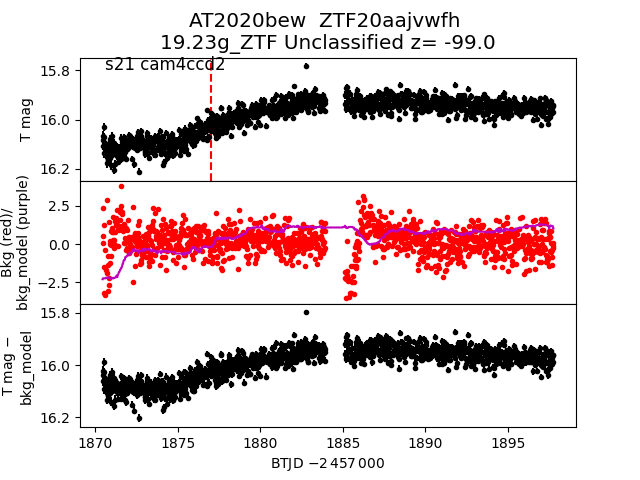 AT2020bew  ZTF20aajvwfh
19.23g_ZTF Unclassified z= -99.0
s21 cam4ccd2
15.8
16.0
16.2
T mag
2.5
0.0
−2.5
Bkg (red)/
bkg_model (purple)
15.8
16.0
16.2
T mag −
bkg_model
1870 1875 1880 1885 1890 1895
BTJD −2 457 000